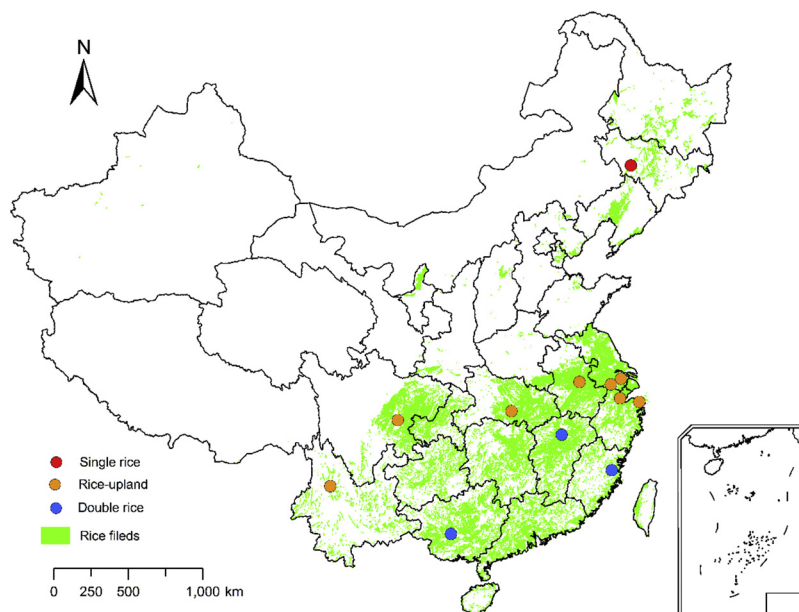 N
Single rice
Rice-upland
Double rice
Rice fileds
0 250 500 1,000 km